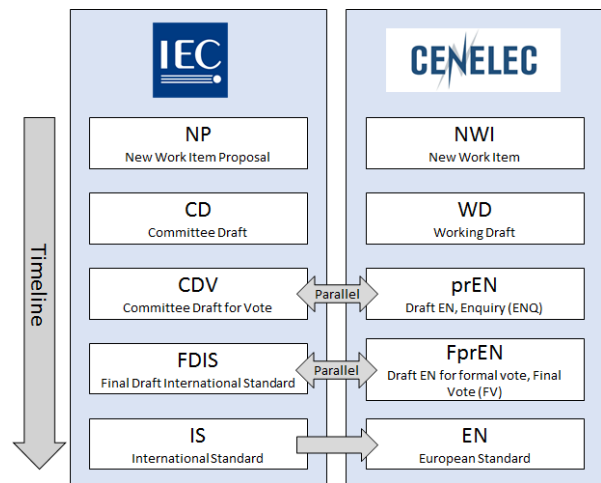 IEC
CENELEC
NP
New Work Item Proposal
NWI
New Work Item
CD
Committee Draft
WD
Working Draft
Timeline
CDV
Committee Draft for Vote
Parallel
prEN
Draft EN, Enquiry (ENQ)
FDIS
Final Draft International Standard
Parallel
FprEN
Draft EN for formal vote, Final
Vote (FV)
IS
International Standard
EN
European Standard